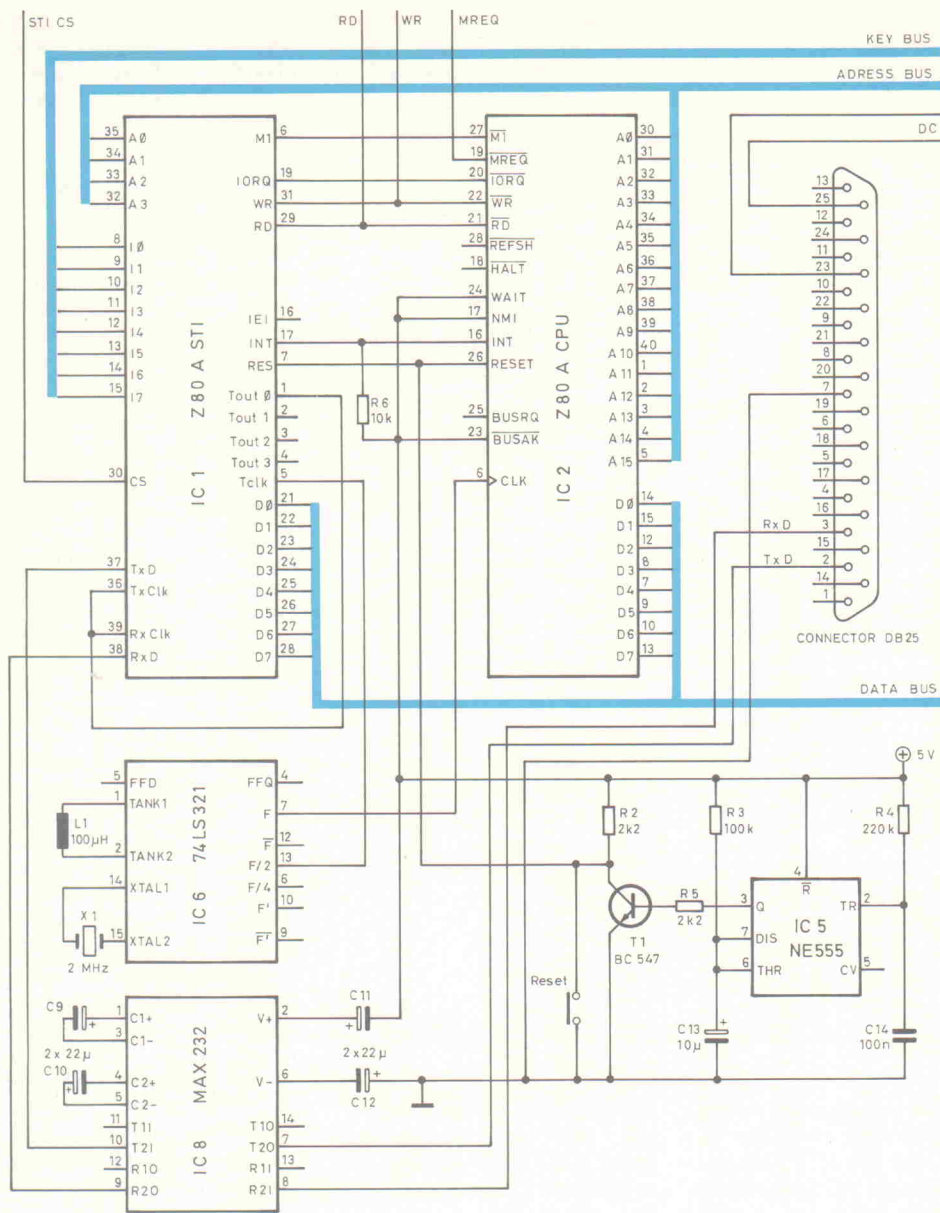 STI CS
RD
WR
MREQ
KEY BUS
ADRESS BUS
DC
35 A0
34 A1
33 A2
32 A3
8 I0
9 I1
10 I2
11 I3
12 I4
13 I5
14 I6
15 I7
30 CS
37 TxD
36 TxClk
39 RxClk
38 RxD
IC 1 Z80A STI
M1 6
IORQ 19
WR 31
RD 29
IEI 16
INT 17
RES 7
Tout 0 1
Tout 1 2
Tout 2 3
Tout 3 4
Tclk 5
D0 21
D1 22
D2 23
D3 24
D4 25
D5 26
D6 27
D7 28
R6
10k
27 M1
19 MREQ
20 IORQ
22 WR
21 RD
28 REFSH
18 HALT
24 WAIT
17 NMI
16 INT
26 RESET
25 BUSRQ
23 BUSAK
6 CLK
IC 2 Z80A CPU
A0 30
A1 31
A2 32
A3 33
A4 34
A5 35
A6 36
A7 37
A8 38
A9 39
A10 40
A11 1
A12 2
A13 3
A14 4
A15 5
D0 14
D1 15
D2 12
D3 8
D4 7
D5 9
D6 10
D7 13
13
25
12
24
11
23
10
22
9
21
8
20
7
19
6
18
5
17
4
16
RxD 3
15
TxD 2
14
1
CONNECTOR DB25
DATA BUS
5 FFD
1 TANK1
L1
100µH
2 TANK2
14 XTAL1
X1
15 XTAL2
2 MHz
IC 6 74LS321
FFQ 4
F 7
F 12
F/2 13
F/4 6
F' 10
F' 9
5V
R2
2k2
R3
100k
R4
220k
R5
2k2
T1
BC 547
4
R
3 Q
TR 2
IC 5
7 DIS
NE555
6 THR
CV 5
Reset
C13
10µ
C14
100n
C9
2 x 22µ
C10
1 C1+
3 C1-
4 C2+
5 C2-
11 T1I
10 T2I
12 R1O
9 R2O
IC 8 MAX 232
V+ 2
V- 6
T1O 14
T2O 7
R1I 13
R2I 8
C11
2 x 22µ
C12